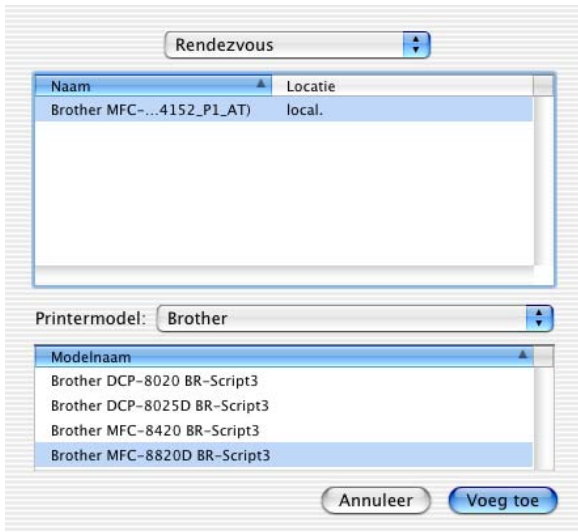 Rendezvous
Naam Locatie
Brother MFC-...4152_P1_AT) local.
Printermodel: Brother
Modelnaam
Brother DCP-8020 BR-Script3
Brother DCP-8025D BR-Script3
Brother MFC-8420 BR-Script3
Brother MFC-8820D BR-Script3
Annuleer Voeg toe